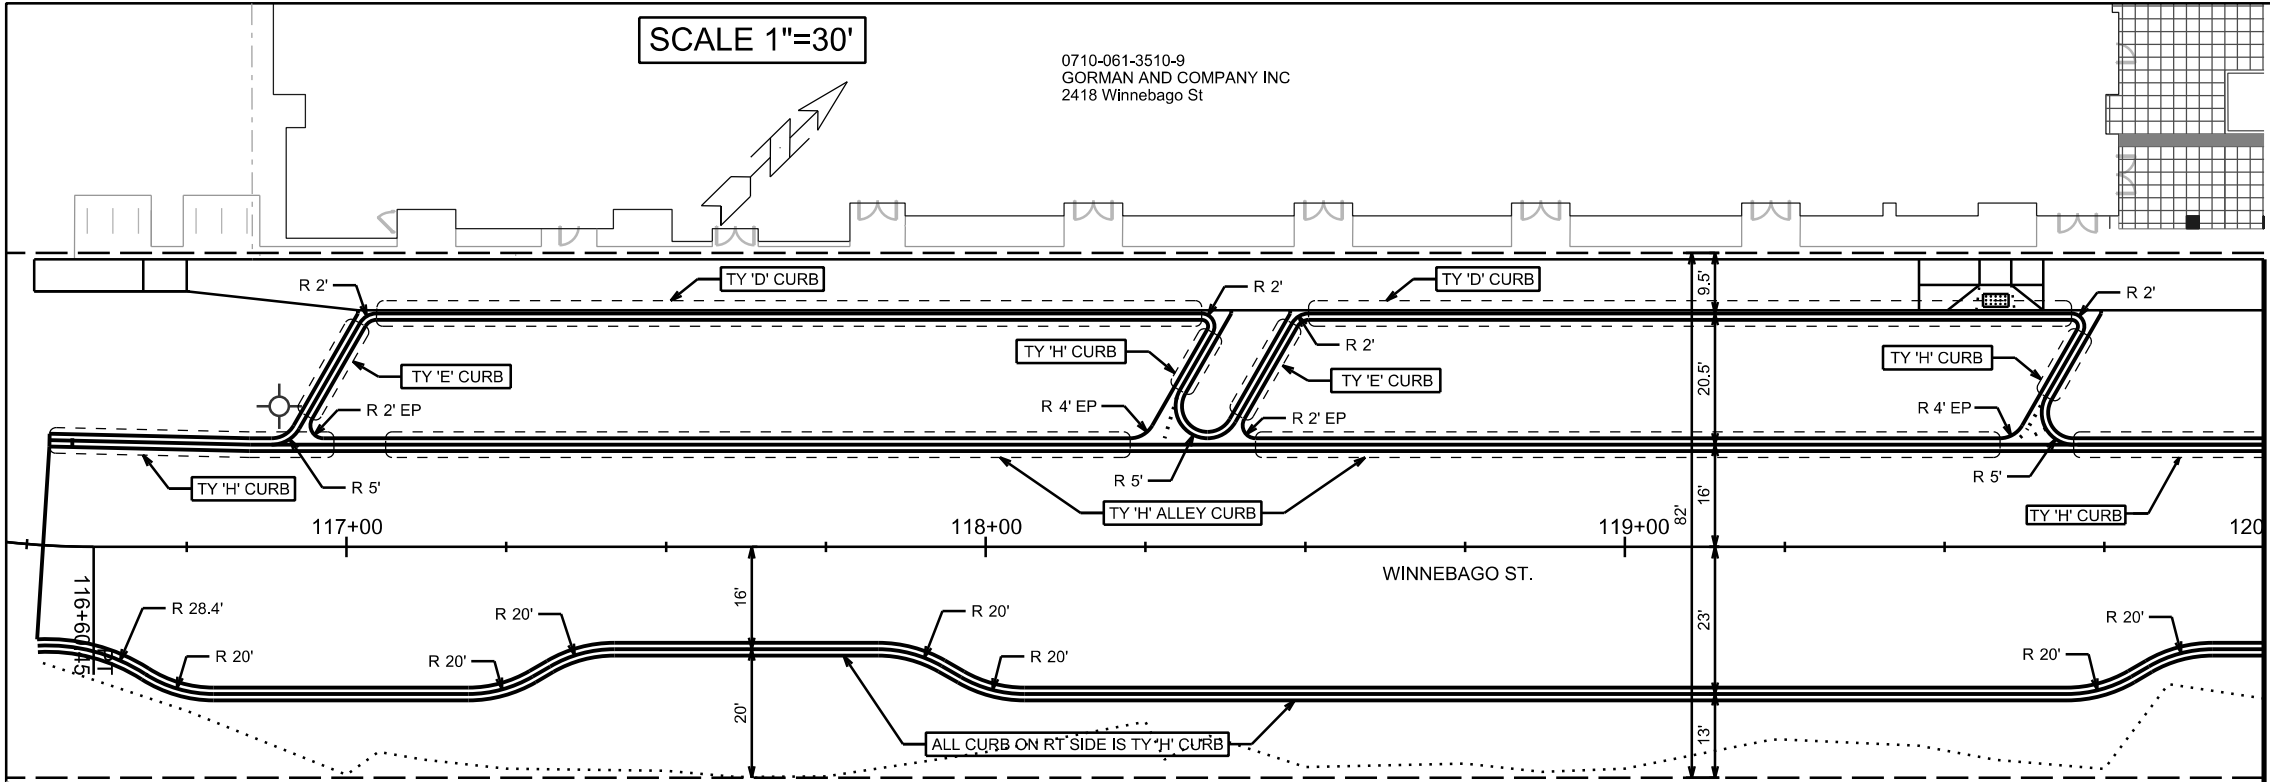 SCALE 1"=30'
0710-061-3510-9
GORMAN AND COMPANY INC
2418 Winnebago St
N
TY 'D' CURB
TY 'D' CURB
R 2'
R 2'
R 2'
9.5'
R 2'
TY 'H' CURB
TY 'H' CURB
TY 'E' CURB
TY 'E' CURB
20.5'
R 2' EP
R 4' EP
R 2' EP
R 4' EP
TY 'H' CURB
R 5'
R 5'
R 5'
TY 'H' ALLEY CURB
16'
82'
TY 'H' CURB
117+00
118+00
119+00
120
WINNEBAGO ST.
116+60.45
PT
R 28.4'
R 20'
R 20'
R 20'
16'
R 20'
R 20'
23'
R 20'
R 20'
20'
13'
ALL CURB ON RT SIDE IS TY 'H' CURB